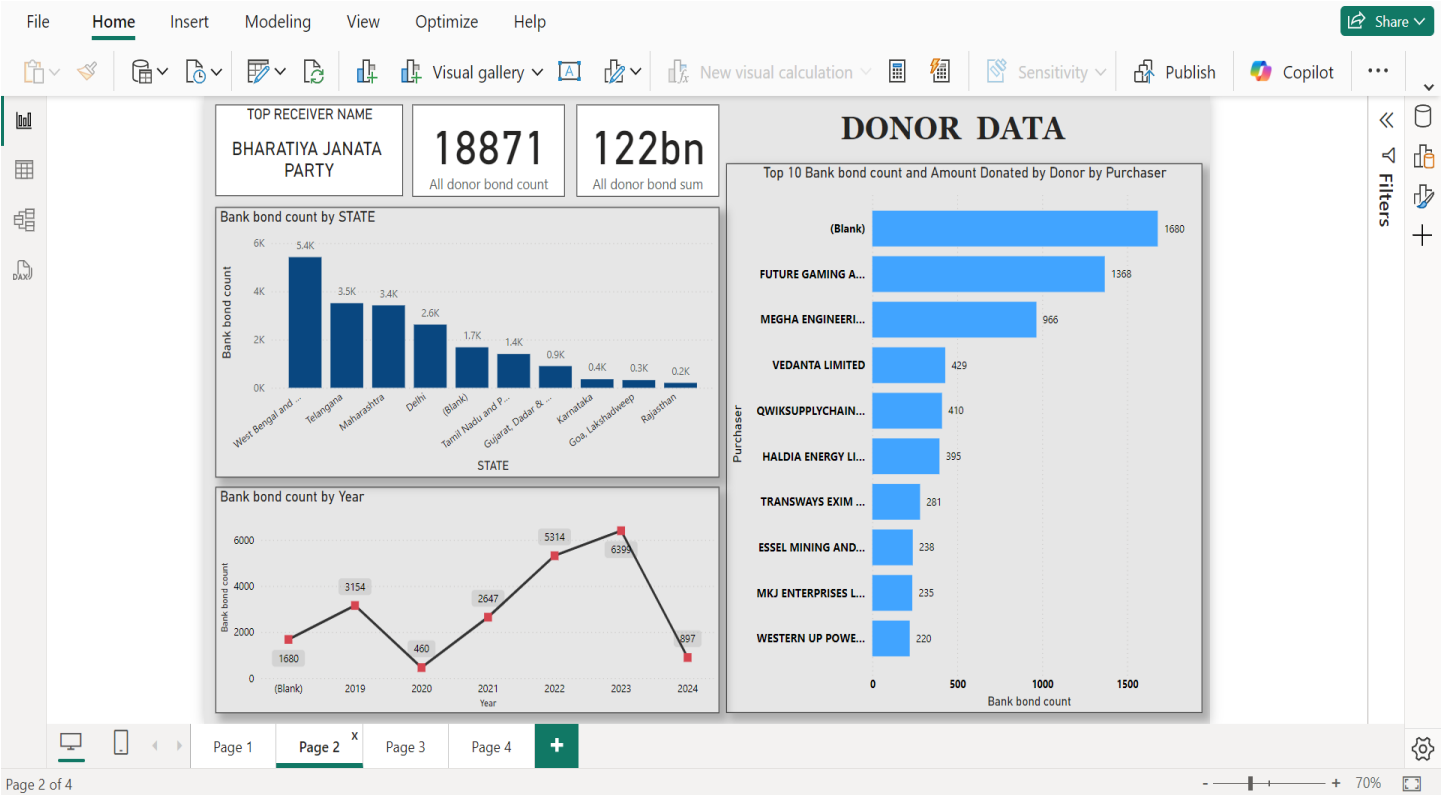 File Home Insert Modeling View Optimize Help Share
Visual gallery A New visual calculation Sensitivity Publish Copilot ...
TOP RECEIVER NAME
BHARATIYA JANATA
PARTY
18871
All donor bond count
122bn
All donor bond sum
DONOR DATA
Bank bond count by STATE
Bank bond count
6K
4K
2K
0K
5.4K
3.5K
3.4K
2.6K
1.7K
1.4K
0.9K
0.4K
0.3K
0.2K
West Bengal and ...
Telangana
Maharashtra
Delhi
(Blank)
Tamil Nadu and P...
Gujarat, Dadar & ...
Karnataka
Goa, Lakshadweep
Rajasthan
STATE
Bank bond count by Year
Bank bond count
6000
4000
2000
0
1680
3154
460
2647
5314
6399
897
(Blank) 2019 2020 2021 2022 2023 2024
Year
Top 10 Bank bond count and Amount Donated by Donor by Purchaser
Purchaser
(Blank) 1680
FUTURE GAMING A... 1368
MEGHA ENGINEERI... 966
VEDANTA LIMITED 429
QWIKSUPPLYCHAIN... 410
HALDIA ENERGY LI... 395
TRANSWAYS EXIM ... 281
ESSEL MINING AND... 238
MKJ ENTERPRISES L... 235
WESTERN UP POWE... 220
0 500 1000 1500
Bank bond count
Filters
DAX
Page 1 Page 2 x Page 3 Page 4 +
Page 2 of 4
- + 70%